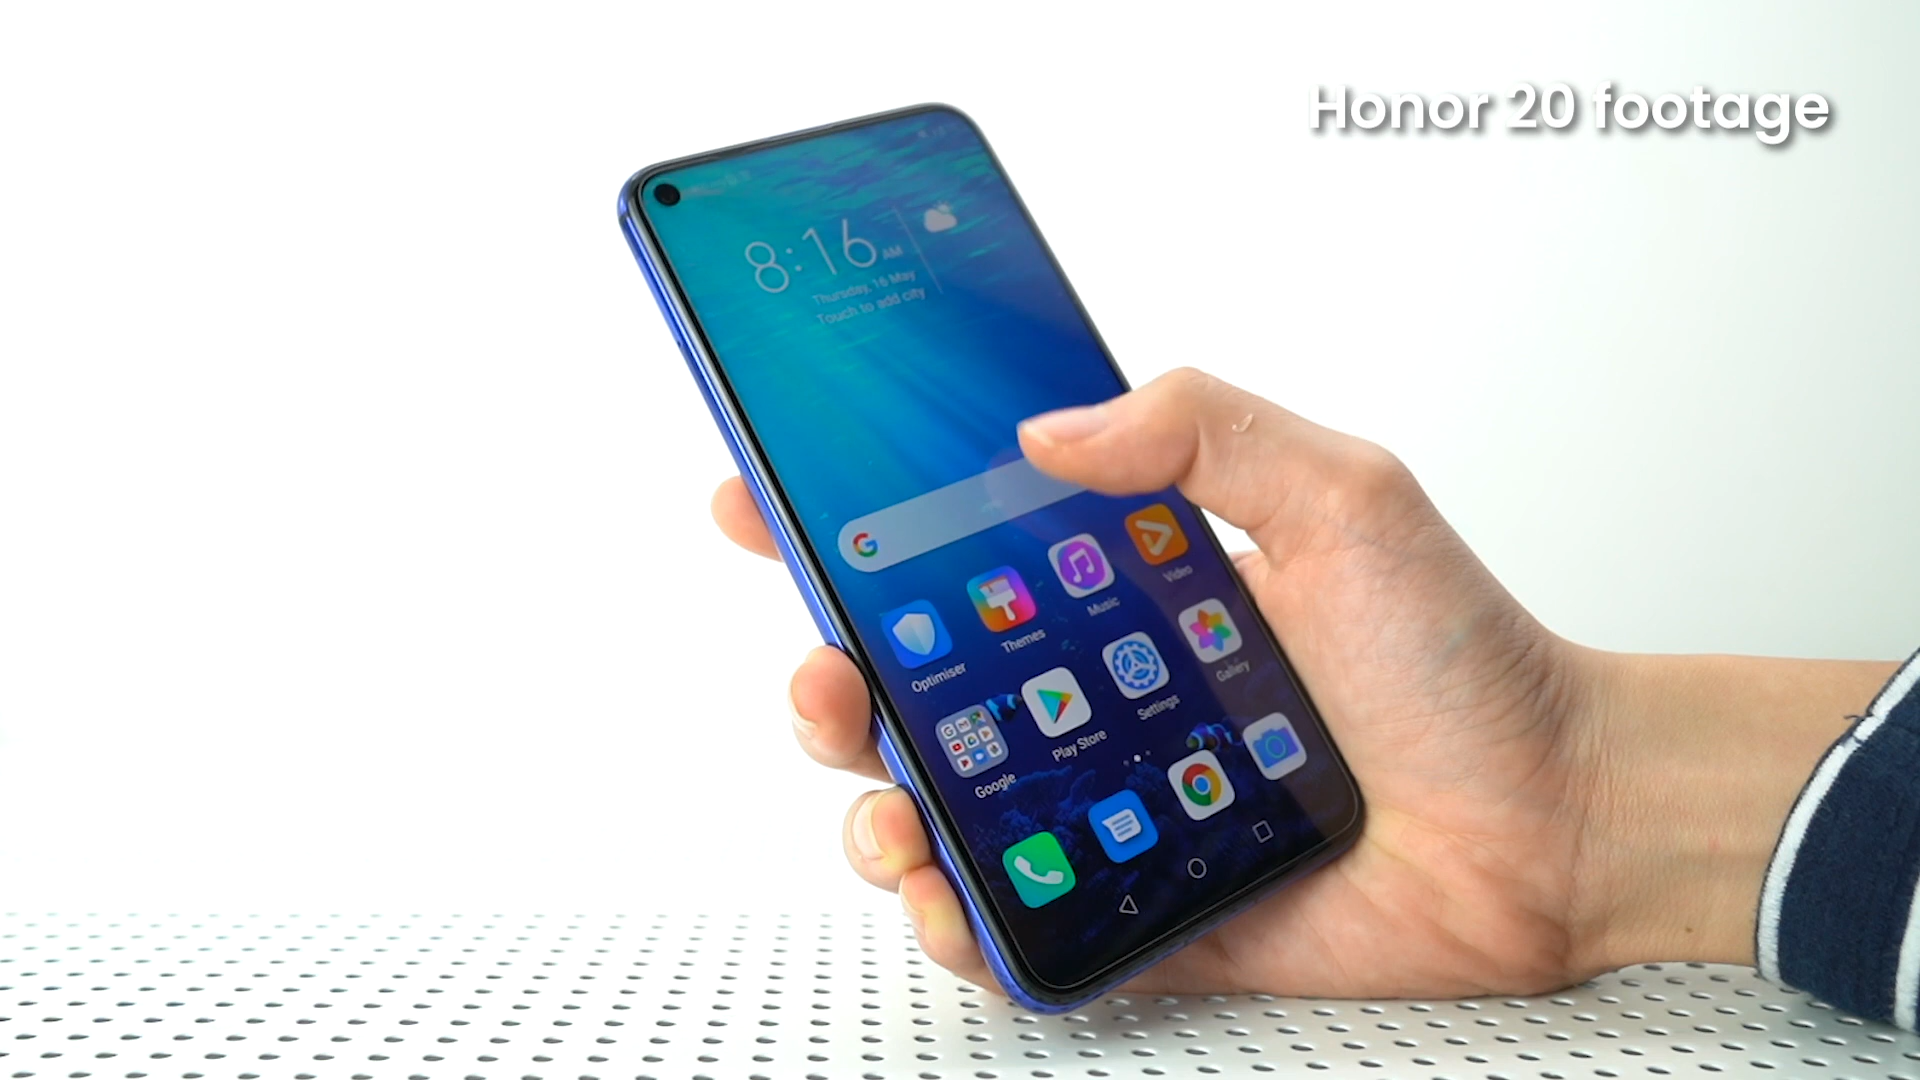 Honor 20 footage
8:16 AM
Thursday, 16 May
Touch to add city
G
Optimiser
Themes
Music
Video
Google
Play Store
Settings
Gallery